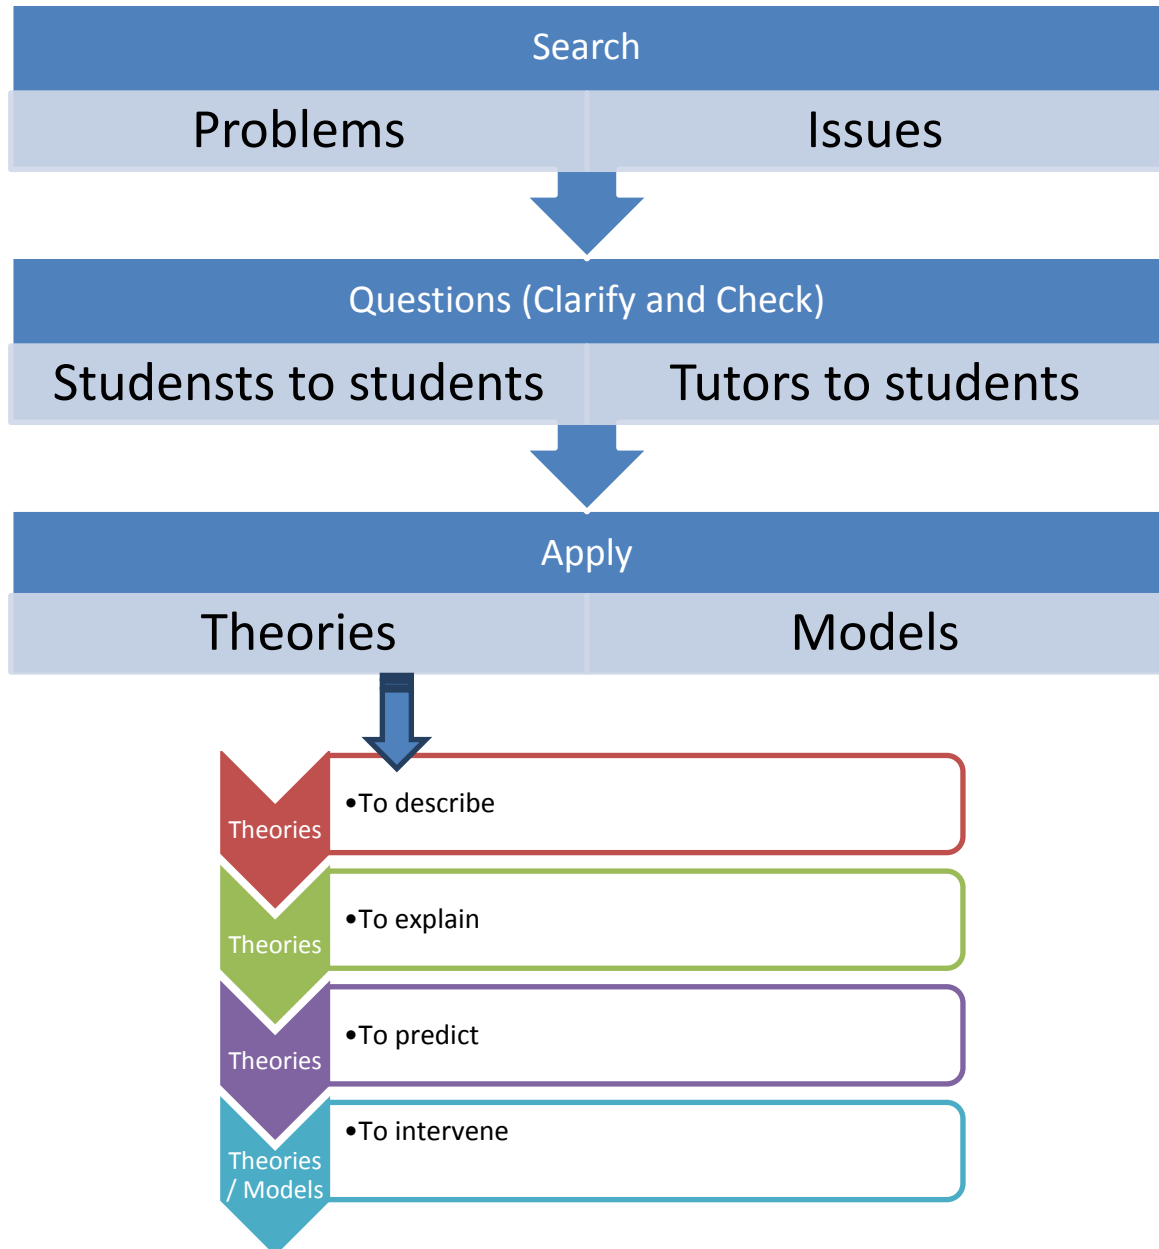 Search
Problems
Issues
Questions (Clarify and Check)
Studensts to students
Tutors to students
Apply
Theories
Models
Theories
•To describe
Theories
•To explain
Theories
•To predict
Theories
/ Models
•To intervene